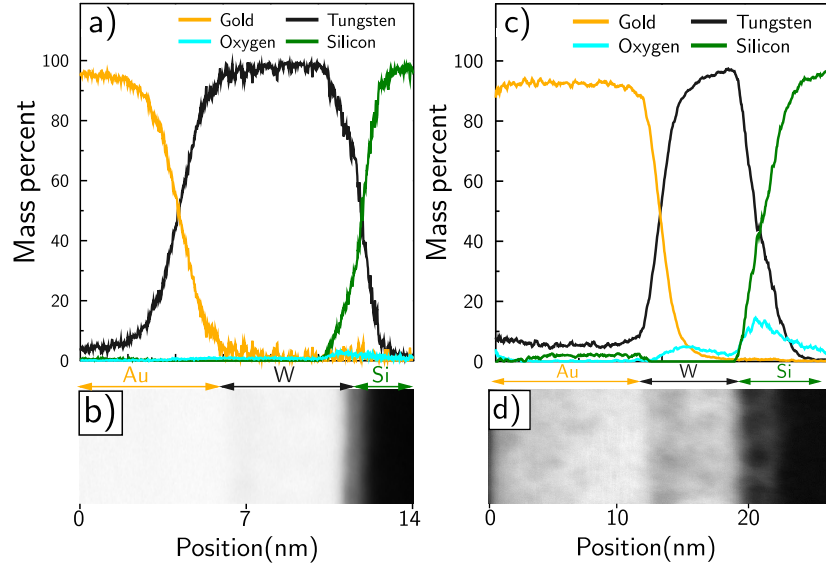 a)
Gold
Tungsten
Oxygen
Silicon
Mass percent
100
80
60
40
20
0
Au
W
Si
b)
0
7
14
Position(nm)
c)
Gold
Tungsten
Oxygen
Silicon
Mass percent
100
80
60
40
20
0
Au
W
Si
d)
0
10
20
Position(nm)